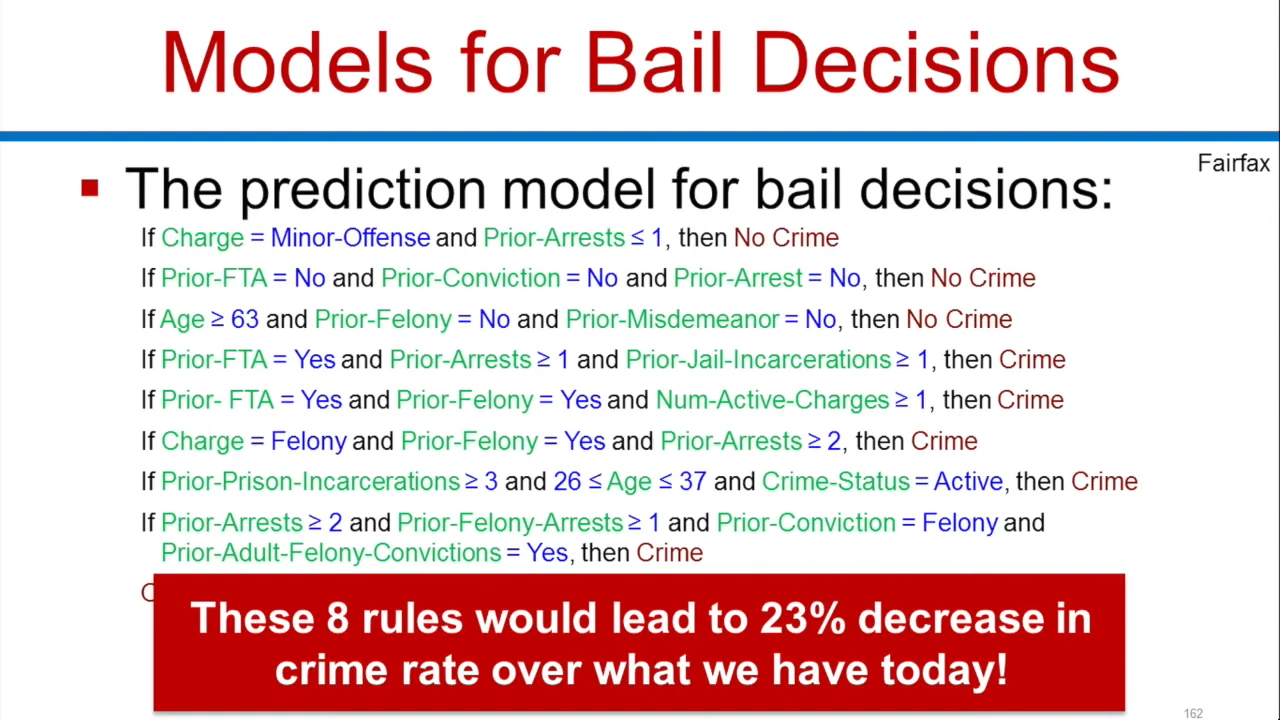 Models for Bail Decisions
Fairfax
The prediction model for bail decisions:
If Charge = Minor-Offense and Prior-Arrests ≤ 1, then No Crime
If Prior-FTA = No and Prior-Conviction = No and Prior-Arrest = No, then No Crime
If Age ≥ 63 and Prior-Felony = No and Prior-Misdemeanor = No, then No Crime
If Prior-FTA = Yes and Prior-Arrests ≥ 1 and Prior-Jail-Incarcerations ≥ 1, then Crime
If Prior- FTA = Yes and Prior-Felony = Yes and Num-Active-Charges ≥ 1, then Crime
If Charge = Felony and Prior-Felony = Yes and Prior-Arrests ≥ 2, then Crime
If Prior-Prison-Incarcerations ≥ 3 and 26 ≤ Age ≤ 37 and Crime-Status = Active, then Crime
If Prior-Arrests ≥ 2 and Prior-Felony-Arrests ≥ 1 and Prior-Conviction = Felony and
Prior-Adult-Felony-Convictions = Yes, then Crime
These 8 rules would lead to 23% decrease in
crime rate over what we have today!
162